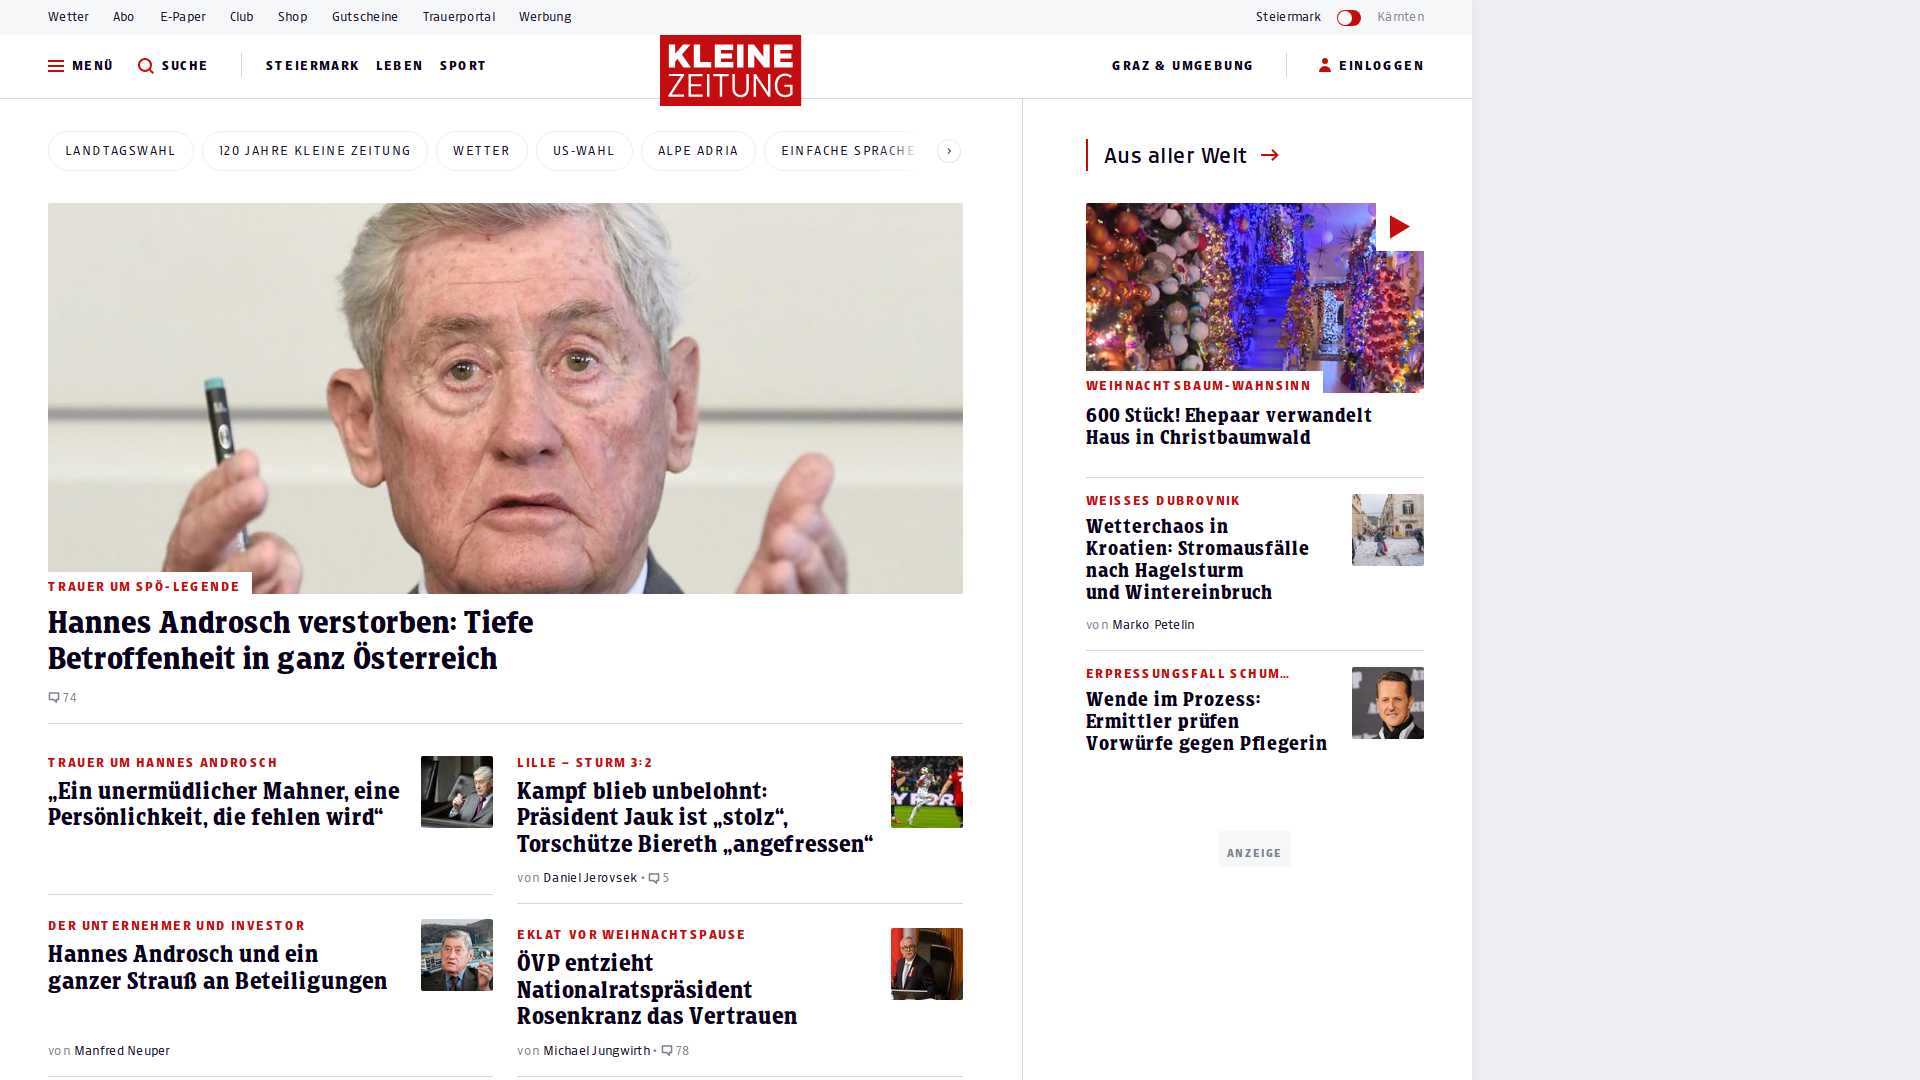 Wetter Abo E-Paper Club Shop Gutscheine Trauerportal Werbung Steiermark Kärnten
MENÜ SUCHE STEIERMARK LEBEN SPORT KLEINE ZEITUNG GRAZ & UMGEBUNG EINLOGGEN
LANDTAGSWAHL 120 JAHRE KLEINE ZEITUNG WETTER US-WAHL ALPE ADRIA EINFACHE SPRACHE
TRAUER UM SPÖ-LEGENDE
Hannes Androsch verstorben: Tiefe
Betroffenheit in ganz Österreich
74
TRAUER UM HANNES ANDROSCH
„Ein unermüdlicher Mahner, eine
Persönlichkeit, die fehlen wird“
DER UNTERNEHMER UND INVESTOR
Hannes Androsch und ein
ganzer Strauß an Beteiligungen
von Manfred Neuper
LILLE – STURM 3:2
Kampf blieb unbelohnt:
Präsident Jauk ist „stolz“,
Torschütze Biereth „angefressen“
von Daniel Jerovsek • 5
EKLAT VOR WEIHNACHTSPAUSE
ÖVP entzieht
Nationalratspräsident
Rosenkranz das Vertrauen
von Michael Jungwirth • 78
Aus aller Welt
WEIHNACHTSBAUM-WAHNSINN
600 Stück! Ehepaar verwandelt
Haus in Christbaumwald
WEISSES DUBROVNIK
Wetterchaos in
Kroatien: Stromausfälle
nach Hagelsturm
und Wintereinbruch
von Marko Petelin
ERPRESSUNGSFALL SCHUM…
Wende im Prozess:
Ermittler prüfen
Vorwürfe gegen Pflegerin
ANZEIGE